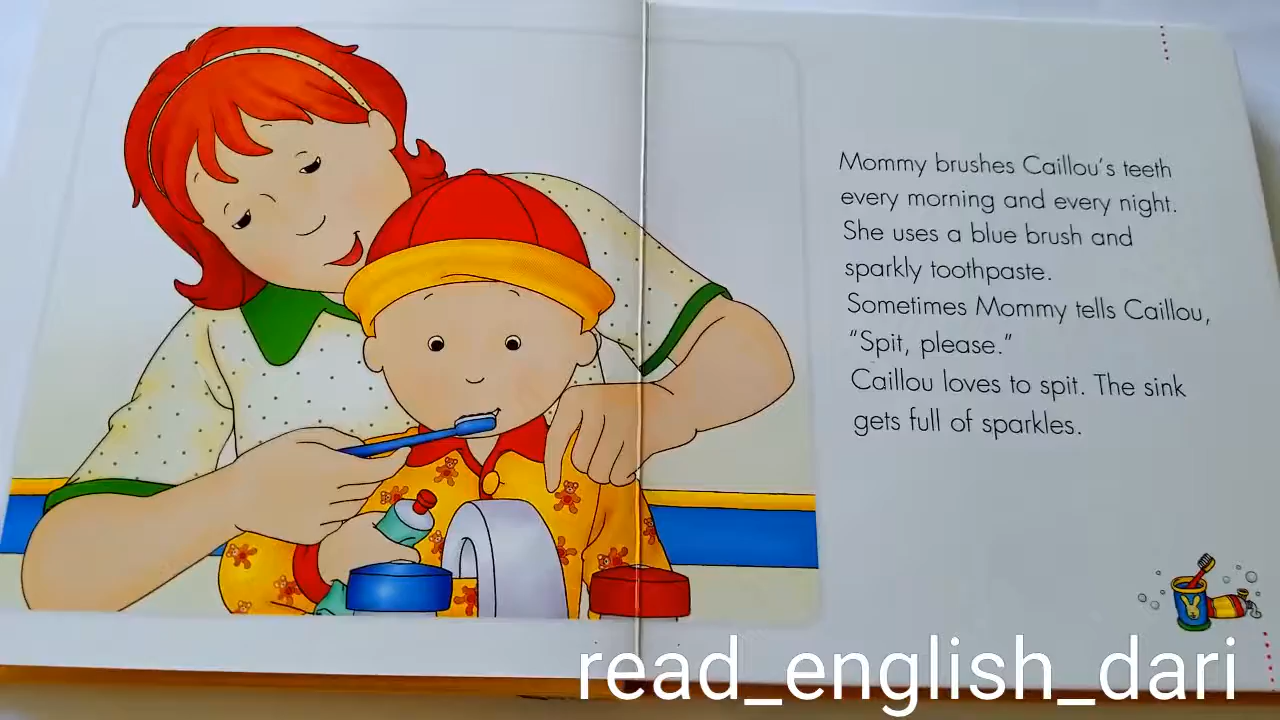 Mommy brushes Caillou's teeth
every morning and every night.
She uses a blue brush and
sparkly toothpaste.
Sometimes Mommy tells Caillou,
"Spit, please."
Caillou loves to spit. The sink
gets full of sparkles.
read_english_dari